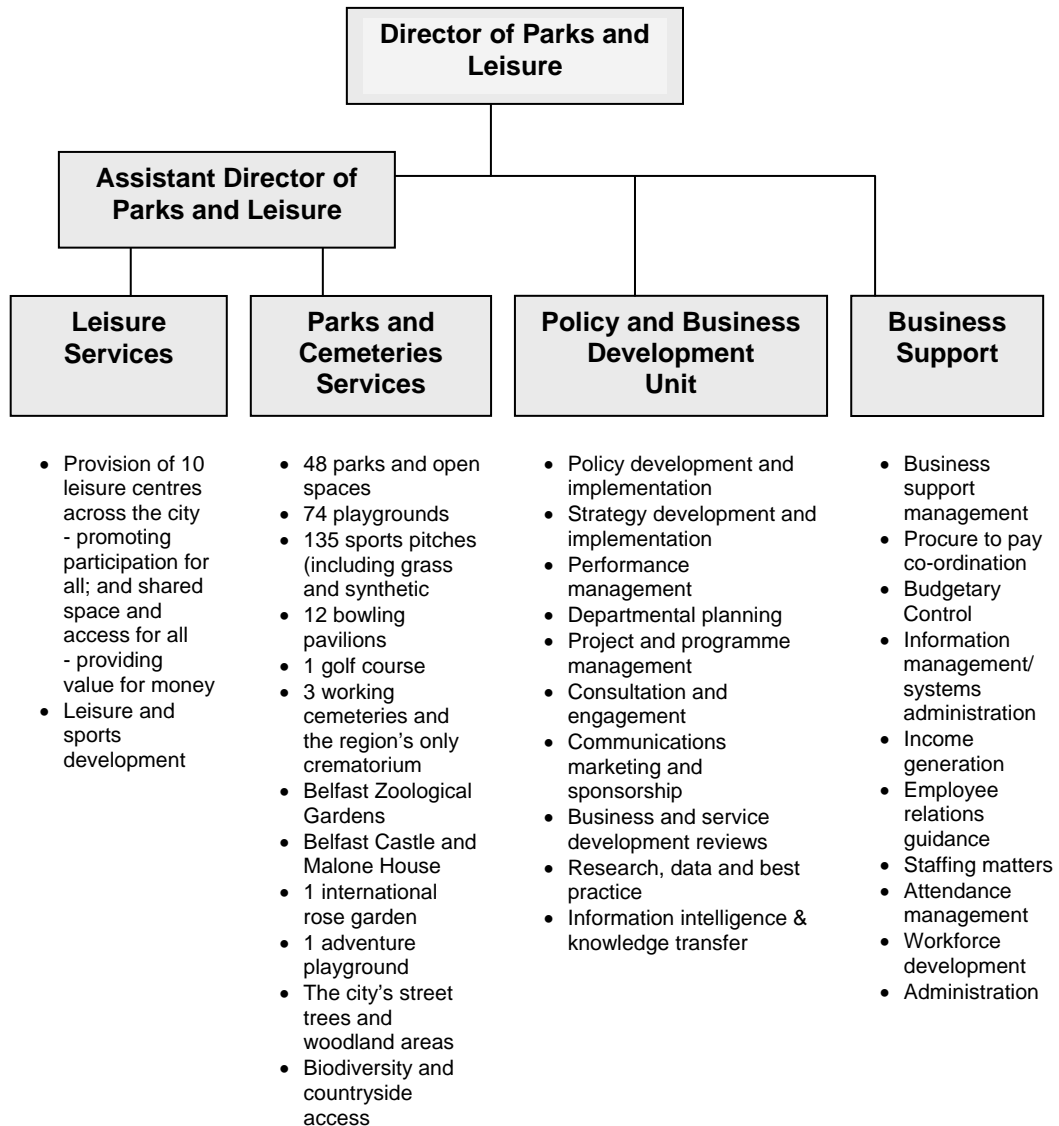 Director of Parks and
Leisure
Assistant Director of
Parks and Leisure
Leisure
Services
Parks and
Cemeteries
Services
Policy and Business
Development
Unit
Business
Support
• Provision of 10
leisure centres
across the city
- promoting
participation for
all; and shared
space and
access for all
- providing
value for money
• Leisure and
sports
development
• 48 parks and open
spaces
• 74 playgrounds
• 135 sports pitches
(including grass
and synthetic
• 12 bowling
pavilions
• 1 golf course
• 3 working
cemeteries and
the region's only
crematorium
• Belfast Zoological
Gardens
• Belfast Castle and
Malone House
• 1 international
rose garden
• 1 adventure
playground
• The city's street
trees and
woodland areas
• Biodiversity and
countryside
access
• Policy development and
implementation
• Strategy development and
implementation
• Performance
management
• Departmental planning
• Project and programme
management
• Consultation and
engagement
• Communications
marketing and
sponsorship
• Business and service
development reviews
• Research, data and best
practice
• Information intelligence &
knowledge transfer
• Business
support
management
• Procure to pay
co-ordination
• Budgetary
Control
• Information
management/
systems
administration
• Income
generation
• Employee
relations
guidance
• Staffing matters
• Attendance
management
• Workforce
development
• Administration